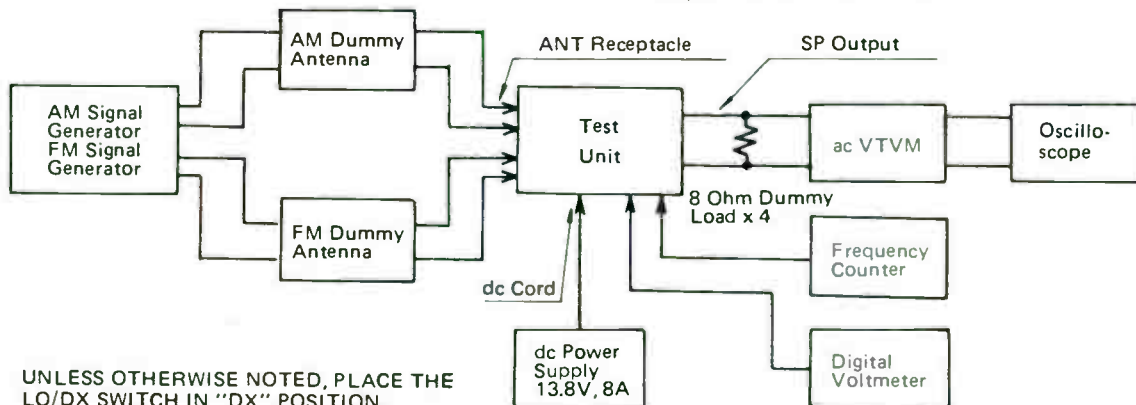 AM Dummy
Antenna
ANT Receptacle
SP Output
AM Signal
Generator
FM Signal
Generator
Test
Unit
ac VTVM
Oscillo-
scope
8 Ohm Dummy
Load x 4
FM Dummy
Antenna
Frequency
Counter
dc Cord
dc Power
Supply
13.8V, 8A
Digital
Voltmeter
UNLESS OTHERWISE NOTED, PLACE THE
LO/DX SWITCH IN "DX" POSITION